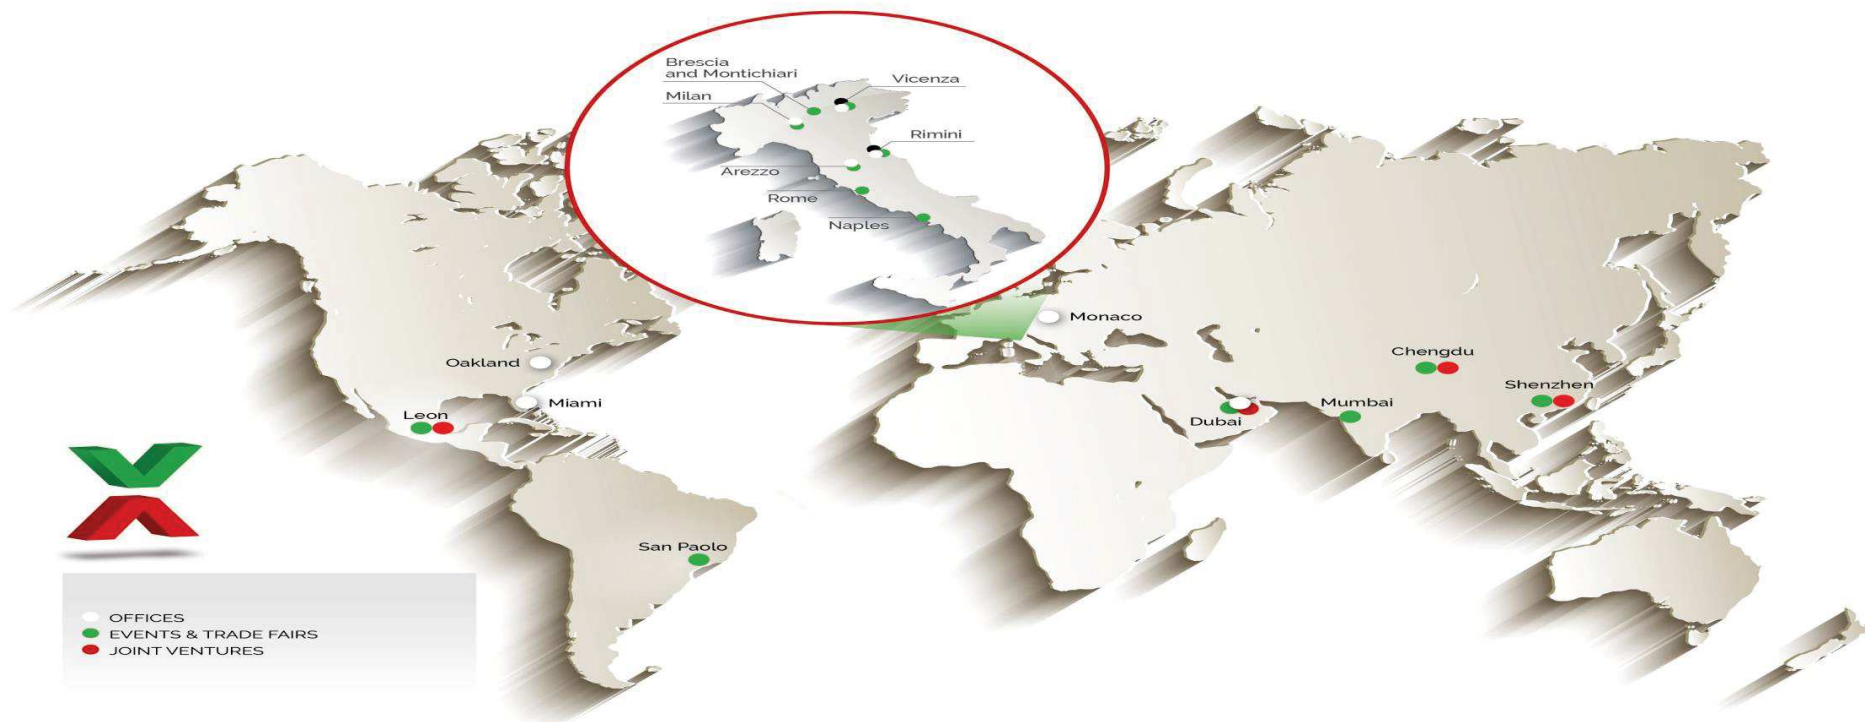 Brescia
and Montichiari
Vicenza
Milan
Rimini
Arezzo
Rome
Naples
Monaco
Oakland
Chengdu
Miami
Shenzhen
Leon
Mumbai
Dubai
San Paolo
OFFICES
EVENTS & TRADE FAIRS
JOINT VENTURES